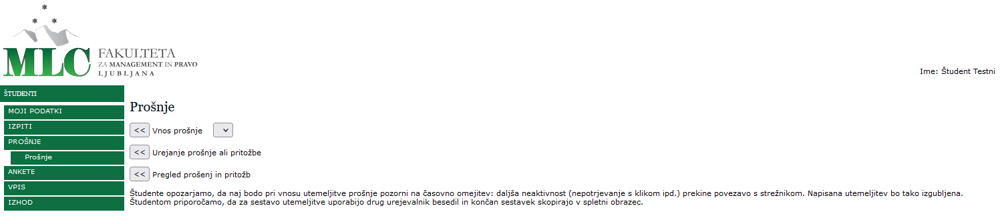 MLC
FAKULTETA
ZA MANAGEMENT IN PRAVO
LJUBLJANA
Ime: Študent Testni
ŠTUDENTI
MOJI PODATKI
IZPITI
PROŠNJE
Prošnje
ANKETE
VPIS
IZHOD
Prošnje
<< Vnos prošnje
<< Urejanje prošnje ali pritožbe
<< Pregled prošenj in pritožb
Študente opozarjamo, da naj bodo pri vnosu utemeljitve prošnje pozorni na časovno omejitev: daljša neaktivnost (nepotrjevanje s klikom ipd.) prekine povezavo s strežnikom. Napisana utemeljitev bo tako izgubljena.
Študentom priporočamo, da za sestavo utemeljitve uporabijo drug urejevalnik besedil in končan sestavek skopirajo v spletni obrazec.